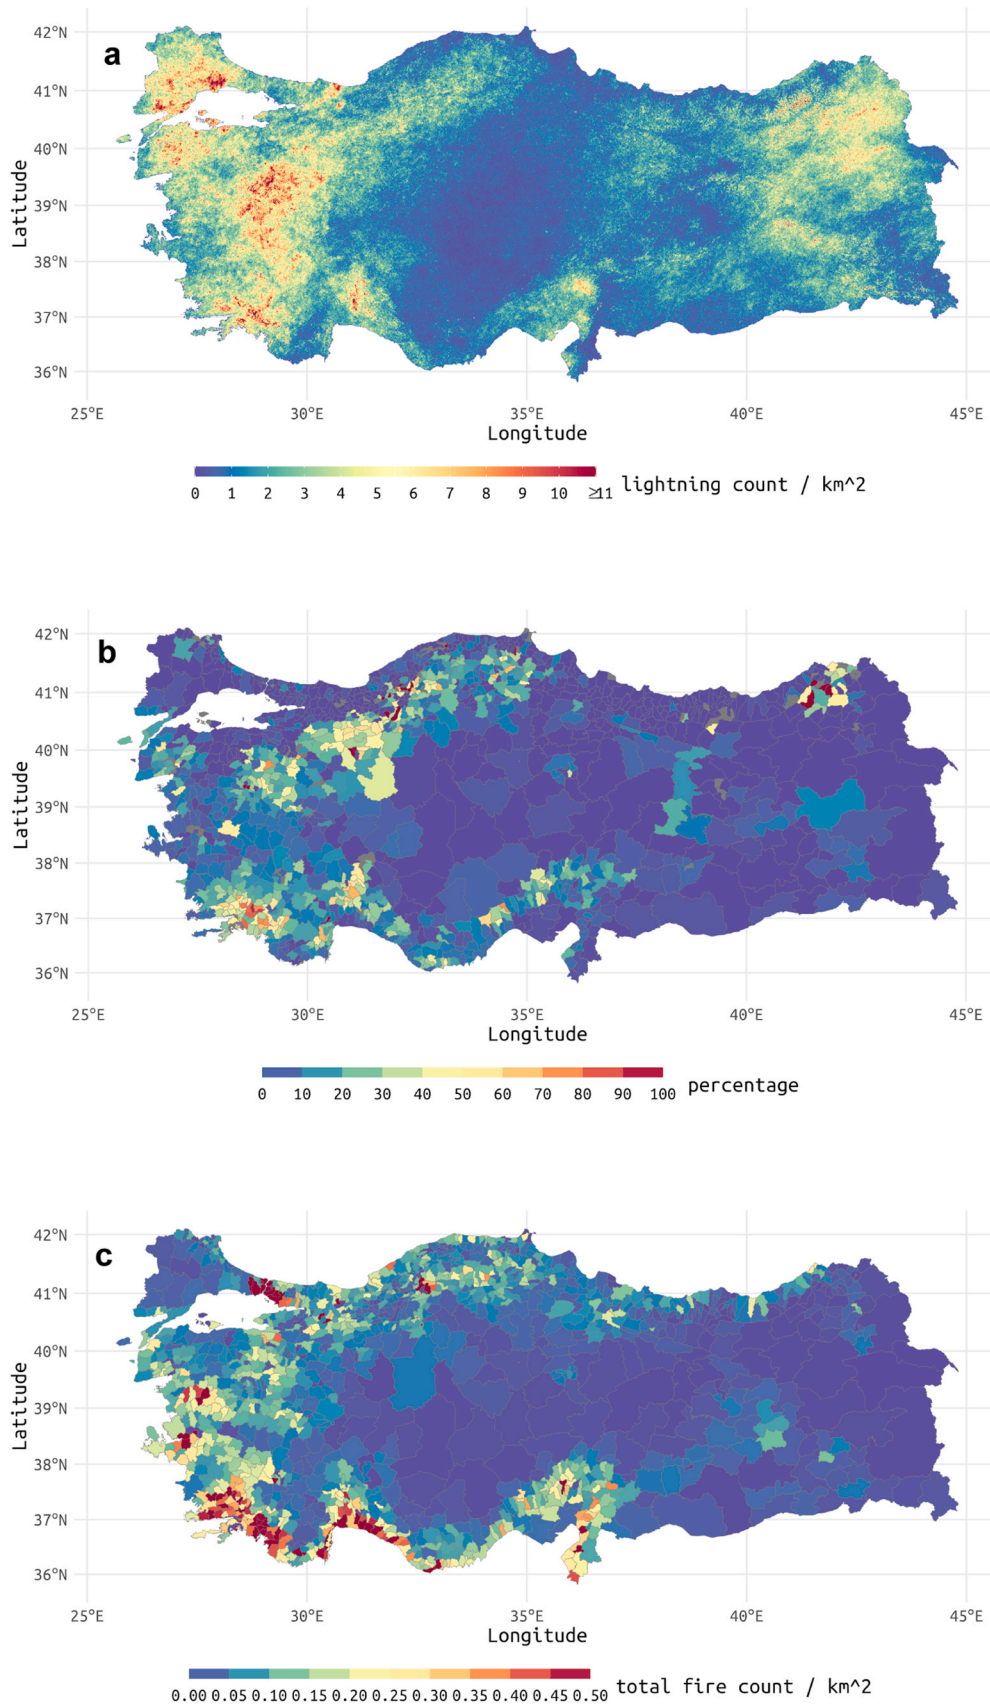 a
42°N
41°N
40°N
39°N
38°N
37°N
36°N
Latitude
25°E 30°E 35°E 40°E 45°E
Longitude
0 1 2 3 4 5 6 7 8 9 10 ≥11
lightning count / km^2
b
42°N
41°N
40°N
39°N
38°N
37°N
36°N
Latitude
25°E 30°E 35°E 40°E 45°E
Longitude
0 10 20 30 40 50 60 70 80 90 100
percentage
c
42°N
41°N
40°N
39°N
38°N
37°N
36°N
Latitude
25°E 30°E 35°E 40°E 45°E
Longitude
0.00 0.05 0.10 0.15 0.20 0.25 0.30 0.35 0.40 0.45 0.50
total fire count / km^2